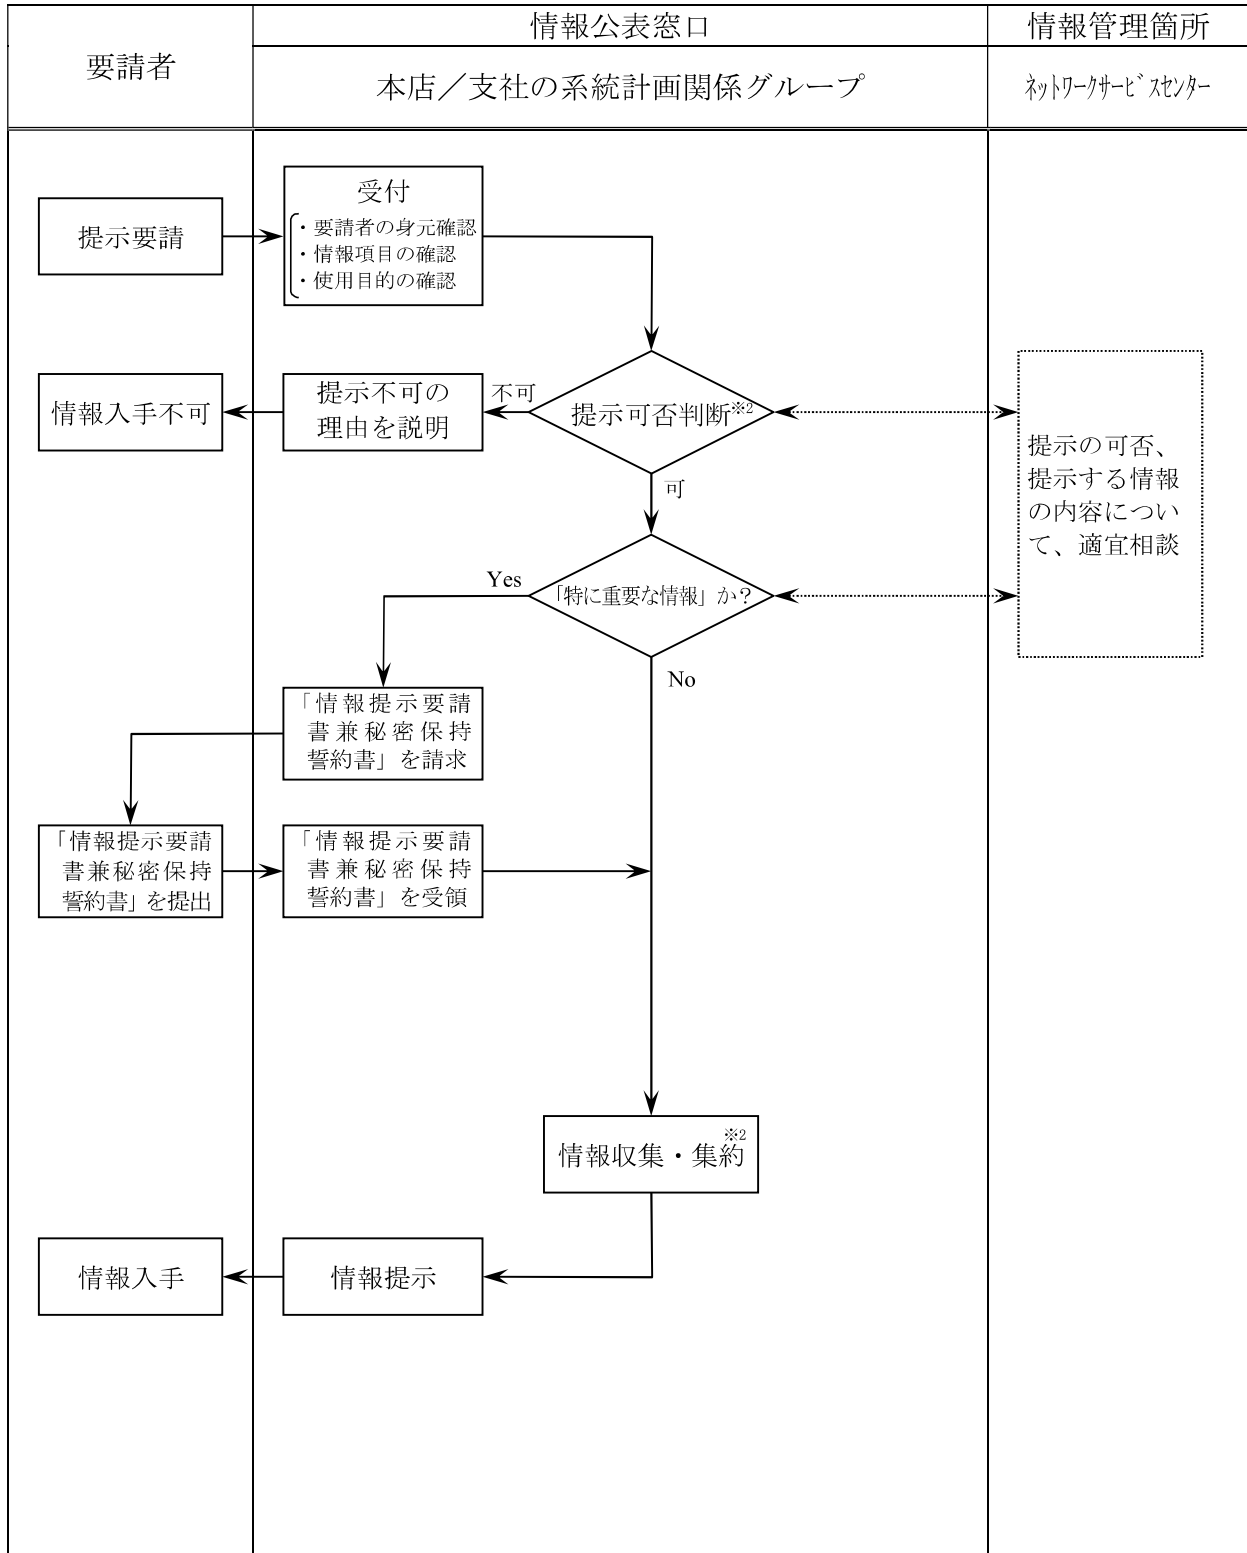 要請者
情報公表窓口
情報管理箇所
本店／支社の系統計画関係グループ
ﾈｯﾄﾜｰｸｻｰﾋﾞｽｾﾝﾀｰ
提示要請
受付
・要請者の身元確認
・情報項目の確認
・使用目的の確認
情報入手不可
提示不可の
理由を説明
不可
提示可否判断※2
可
提示の可否、
提示する情報
の内容につい
て、適宜相談
Yes
「特に重要な情報」か？
No
「情報提示要請
書兼秘密保持
誓約書」を請求
「情報提示要請
書兼秘密保持
誓約書」を提出
「情報提示要請
書兼秘密保持
誓約書」を受領
情報収集・集約※2
情報入手
情報提示